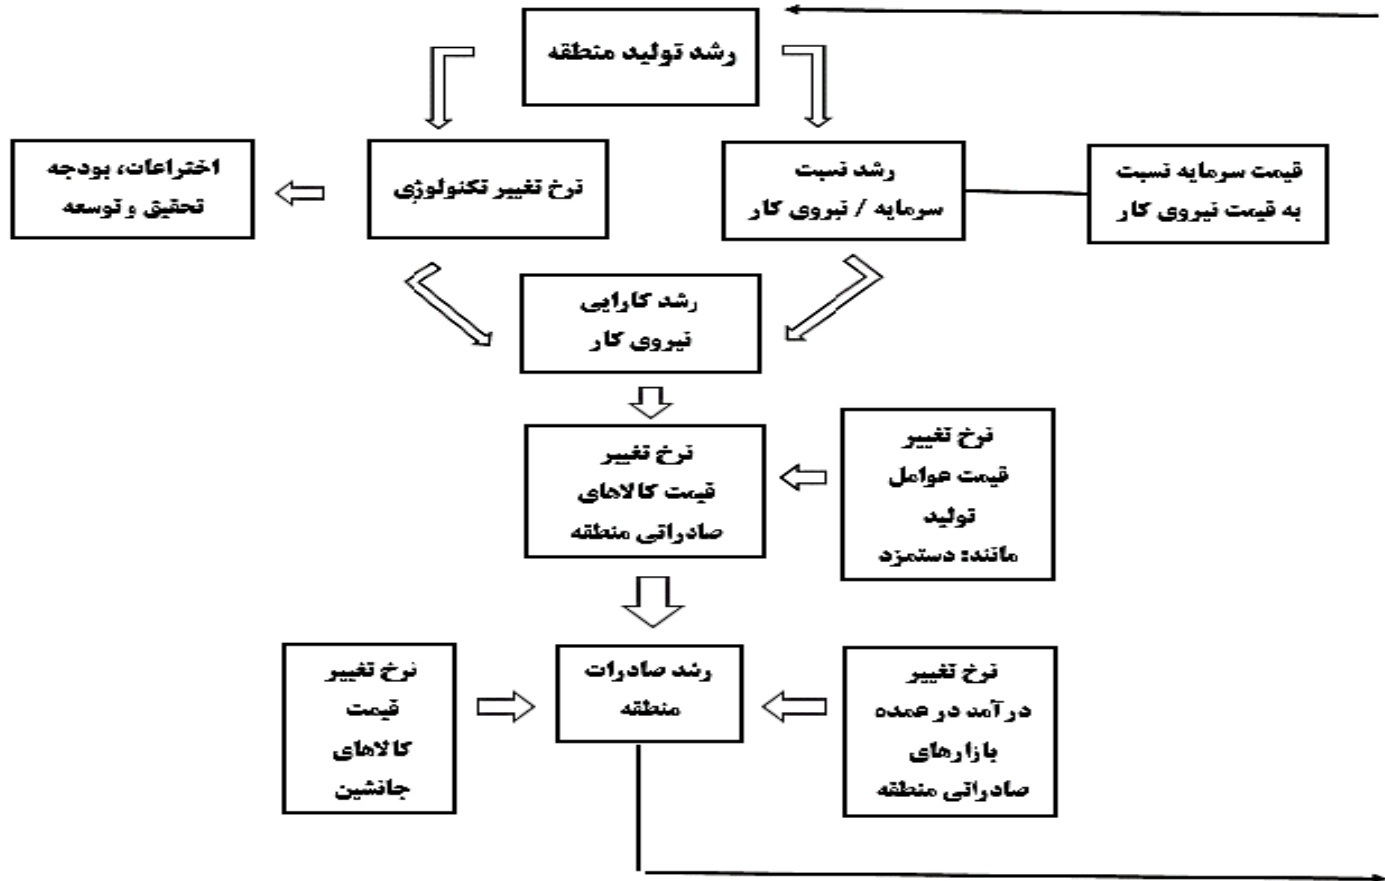 رشد تولید منطقه
قیمت سرمایه نسبت
به قیمت نیروی کار
رشد نسبت
سرمایه / نیروی کار
نرخ تغییر تکنولوژی
اختراعات، بودجه
تحقیق و توسعه
رشد کارایی
نیروی کار
نرخ تغییر
قیمت عوامل
تولید
مانند: دستمزد
نرخ تغییر
قیمت کالاهای
صادراتی منطقه
نرخ تغییر
درآمد در عمده
بازارهای
صادراتی منطقه
رشد صادرات
منطقه
نرخ تغییر
قیمت
کالاهای
جانشین